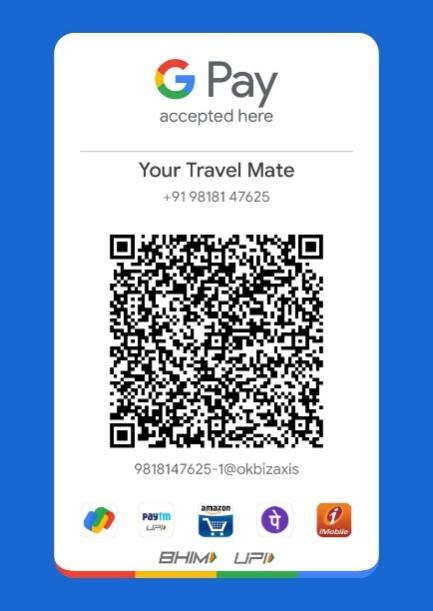 G Pay
accepted here
Your Travel Mate
+91 98181 47625
9818147625-1@okbizaxis
paytm
UPI
amazon
पे
i
iMobile
BHIM UPI